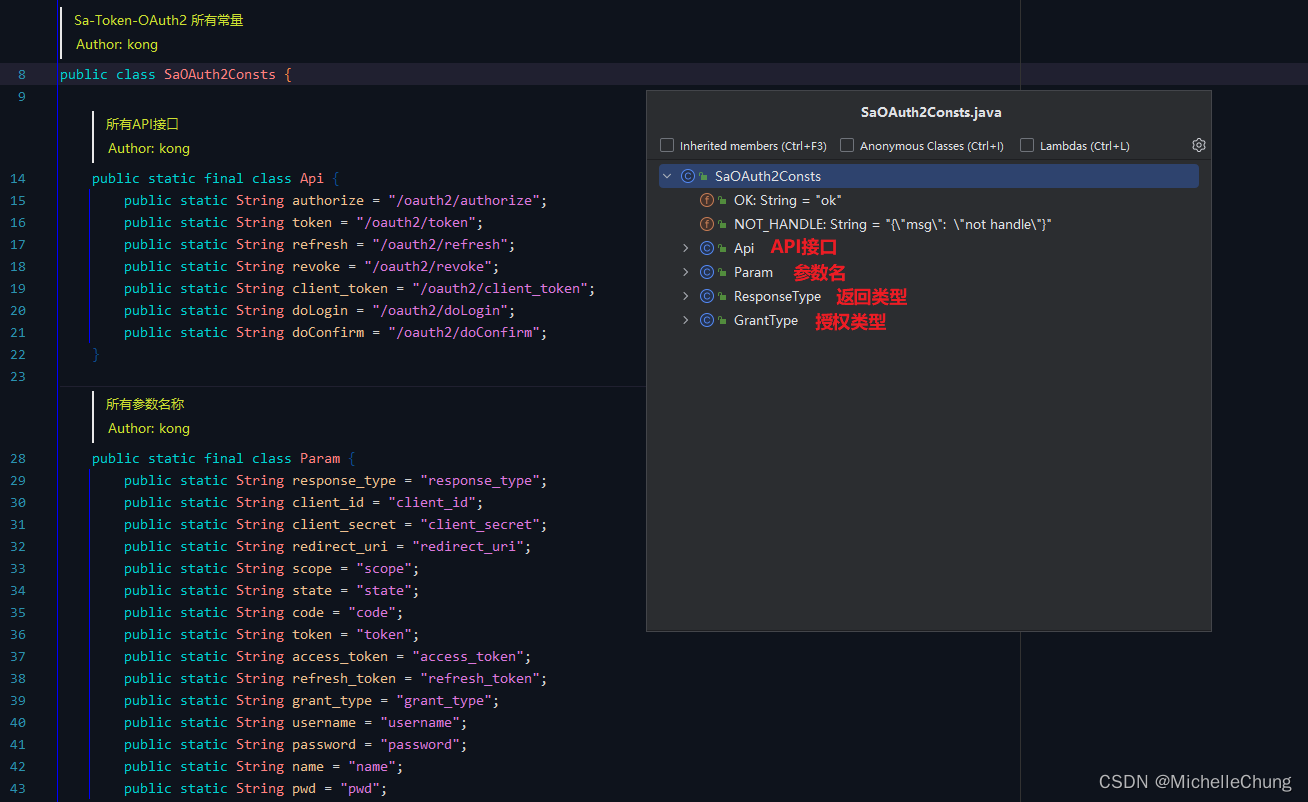 Sa-Token-OAuth2 所有常量
Author: kong
8 public class SaOAuth2Consts {
9
所有API接口
Author: kong
14 public static final class Api {
15 public static String authorize = "/oauth2/authorize";
16 public static String token = "/oauth2/token";
17 public static String refresh = "/oauth2/refresh";
18 public static String revoke = "/oauth2/revoke";
19 public static String client_token = "/oauth2/client_token";
20 public static String doLogin = "/oauth2/doLogin";
21 public static String doConfirm = "/oauth2/doConfirm";
22 }
23
所有参数名称
Author: kong
28 public static final class Param {
29 public static String response_type = "response_type";
30 public static String client_id = "client_id";
31 public static String client_secret = "client_secret";
32 public static String redirect_uri = "redirect_uri";
33 public static String scope = "scope";
34 public static String state = "state";
35 public static String code = "code";
36 public static String token = "token";
37 public static String access_token = "access_token";
38 public static String refresh_token = "refresh_token";
39 public static String grant_type = "grant_type";
40 public static String username = "username";
41 public static String password = "password";
42 public static String name = "name";
43 public static String pwd = "pwd";
SaOAuth2Consts.java
Inherited members (Ctrl+F3) Anonymous Classes (Ctrl+I) Lambdas (Ctrl+L)
SaOAuth2Consts
OK: String = "ok"
NOT_HANDLE: String = "{\"msg\": \"not handle\"}"
Api API接口
Param 参数名
ResponseType 返回类型
GrantType 授权类型
CSDN @MichelleChung